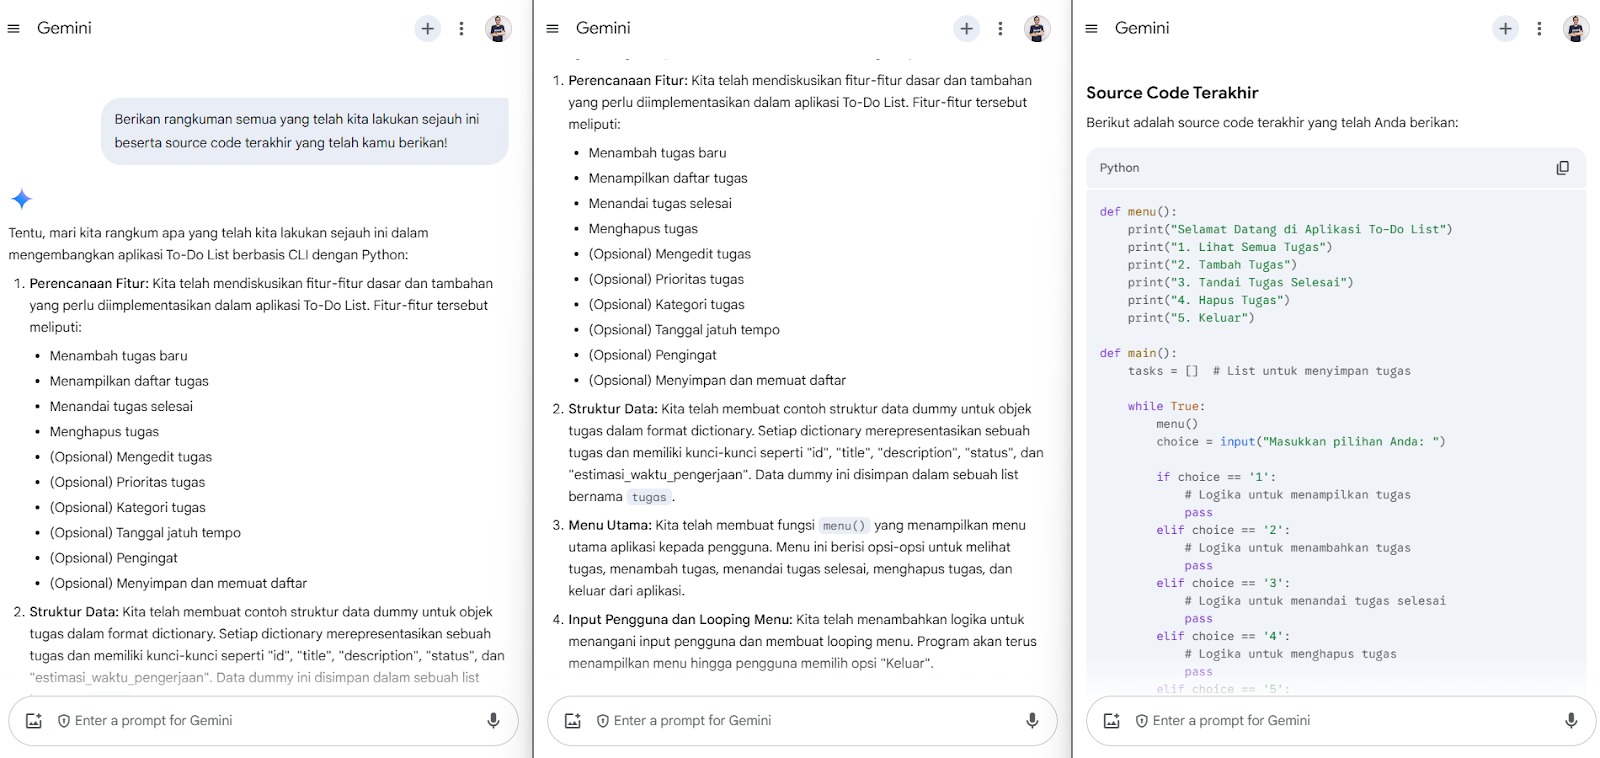 Gemini
Berikan rangkuman semua yang telah kita lakukan sejauh ini
beserta source code terakhir yang telah kamu berikan!
Tentu, mari kita rangkum apa yang telah kita lakukan sejauh ini dalam
mengembangkan aplikasi To-Do List berbasis CLI dengan Python:
1. Perencanaan Fitur: Kita telah mendiskusikan fitur-fitur dasar dan tambahan
yang perlu diimplementasikan dalam aplikasi To-Do List. Fitur-fitur tersebut
meliputi:
• Menambah tugas baru
• Menampilkan daftar tugas
• Menandai tugas selesai
• Menghapus tugas
• (Opsional) Mengedit tugas
• (Opsional) Prioritas tugas
• (Opsional) Kategori tugas
• (Opsional) Tanggal jatuh tempo
• (Opsional) Pengingat
• (Opsional) Menyimpan dan memuat daftar
2. Struktur Data: Kita telah membuat contoh struktur data dummy untuk objek
tugas dalam format dictionary. Setiap dictionary merepresentasikan sebuah
tugas dan memiliki kunci-kunci seperti "id", "title", "description", "status", dan
"estimasi_waktu_pengerjaan". Data dummy ini disimpan dalam sebuah list
Enter a prompt for Gemini
Gemini
1. Perencanaan Fitur: Kita telah mendiskusikan fitur-fitur dasar dan tambahan
yang perlu diimplementasikan dalam aplikasi To-Do List. Fitur-fitur tersebut
meliputi:
• Menambah tugas baru
• Menampilkan daftar tugas
• Menandai tugas selesai
• Menghapus tugas
• (Opsional) Mengedit tugas
• (Opsional) Prioritas tugas
• (Opsional) Kategori tugas
• (Opsional) Tanggal jatuh tempo
• (Opsional) Pengingat
• (Opsional) Menyimpan dan memuat daftar
2. Struktur Data: Kita telah membuat contoh struktur data dummy untuk objek
tugas dalam format dictionary. Setiap dictionary merepresentasikan sebuah
tugas dan memiliki kunci-kunci seperti "id", "title", "description", "status", dan
"estimasi_waktu_pengerjaan". Data dummy ini disimpan dalam sebuah list
bernama tugas.
3. Menu Utama: Kita telah membuat fungsi menu() yang menampilkan menu
utama aplikasi kepada pengguna. Menu ini berisi opsi-opsi untuk melihat
tugas, menambah tugas, menandai tugas selesai, menghapus tugas, dan
keluar dari aplikasi.
4. Input Pengguna dan Looping Menu: Kita telah menambahkan logika untuk
menangani input pengguna dan membuat looping menu. Program akan terus
menampilkan menu hingga pengguna memilih opsi "Keluar".
Enter a prompt for Gemini
Gemini
Source Code Terakhir
Berikut adalah source code terakhir yang telah Anda berikan:
Python
def menu():
    print("Selamat Datang di Aplikasi To-Do List")
    print("1. Lihat Semua Tugas")
    print("2. Tambah Tugas")
    print("3. Tandai Tugas Selesai")
    print("4. Hapus Tugas")
    print("5. Keluar")
def main():
    tasks = []  # List untuk menyimpan tugas
    while True:
        menu()
        choice = input("Masukkan pilihan Anda: ")
        if choice == '1':
            # Logika untuk menampilkan tugas
            pass
        elif choice == '2':
            # Logika untuk menambahkan tugas
            pass
        elif choice == '3':
            # Logika untuk menandai tugas selesai
            pass
        elif choice == '4':
            # Logika untuk menghapus tugas
            pass
        elif choice == '5':
Enter a prompt for Gemini